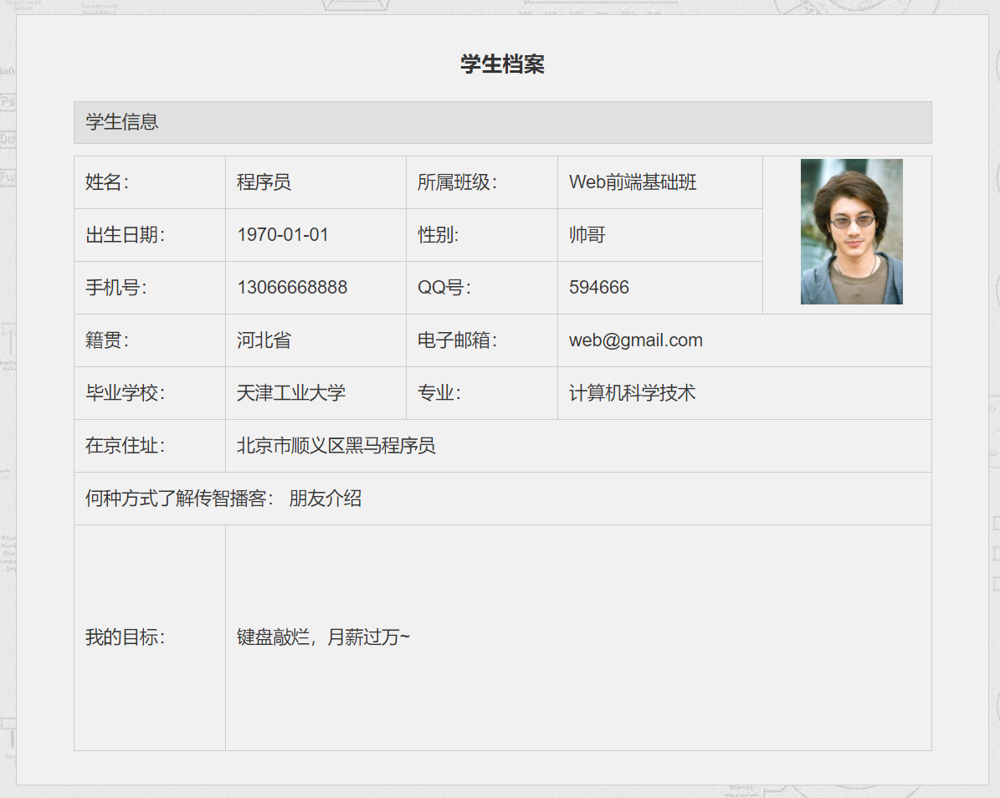 学生档案
学生信息
姓名： 程序员 所属班级： Web前端基础班
出生日期： 1970-01-01 性别: 帅哥
手机号： 13066668888 QQ号： 594666
籍贯： 河北省 电子邮箱： web@gmail.com
毕业学校： 天津工业大学 专业： 计算机科学技术
在京住址： 北京市顺义区黑马程序员
何种方式了解传智播客： 朋友介绍
我的目标： 键盘敲烂，月薪过万~